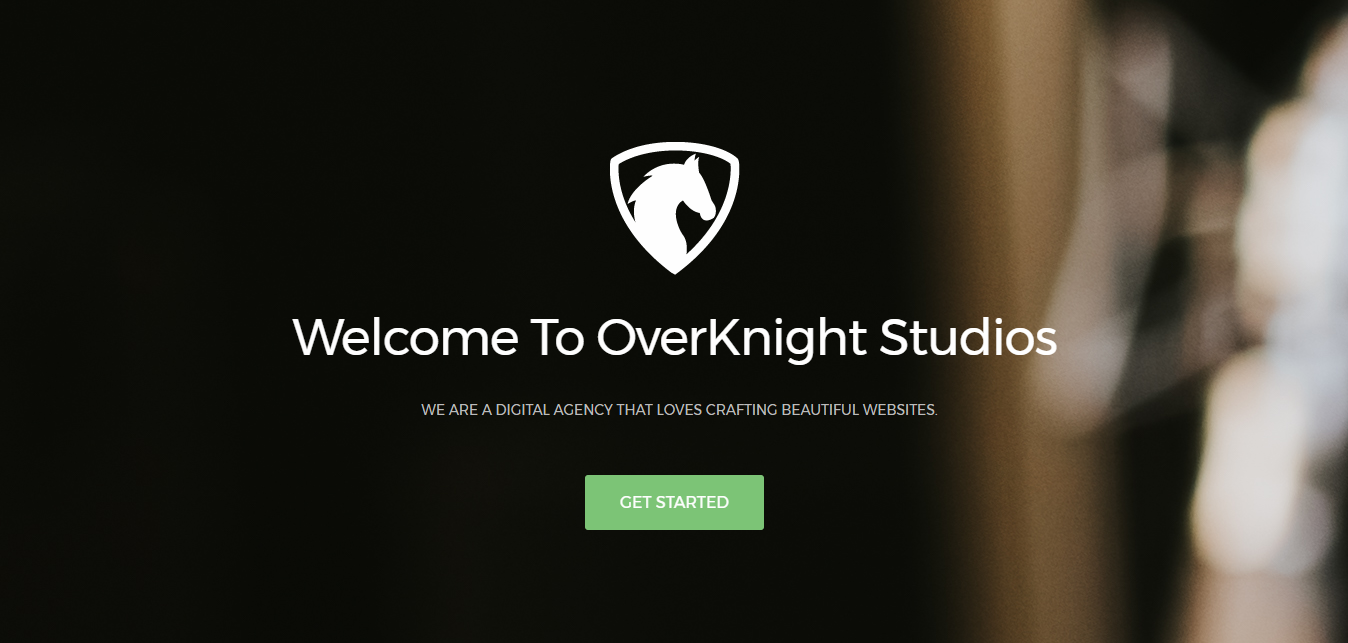 Welcome To OverKnight Studios
WE ARE A DIGITAL AGENCY THAT LOVES CRAFTING BEAUTIFUL WEBSITES.
GET STARTED